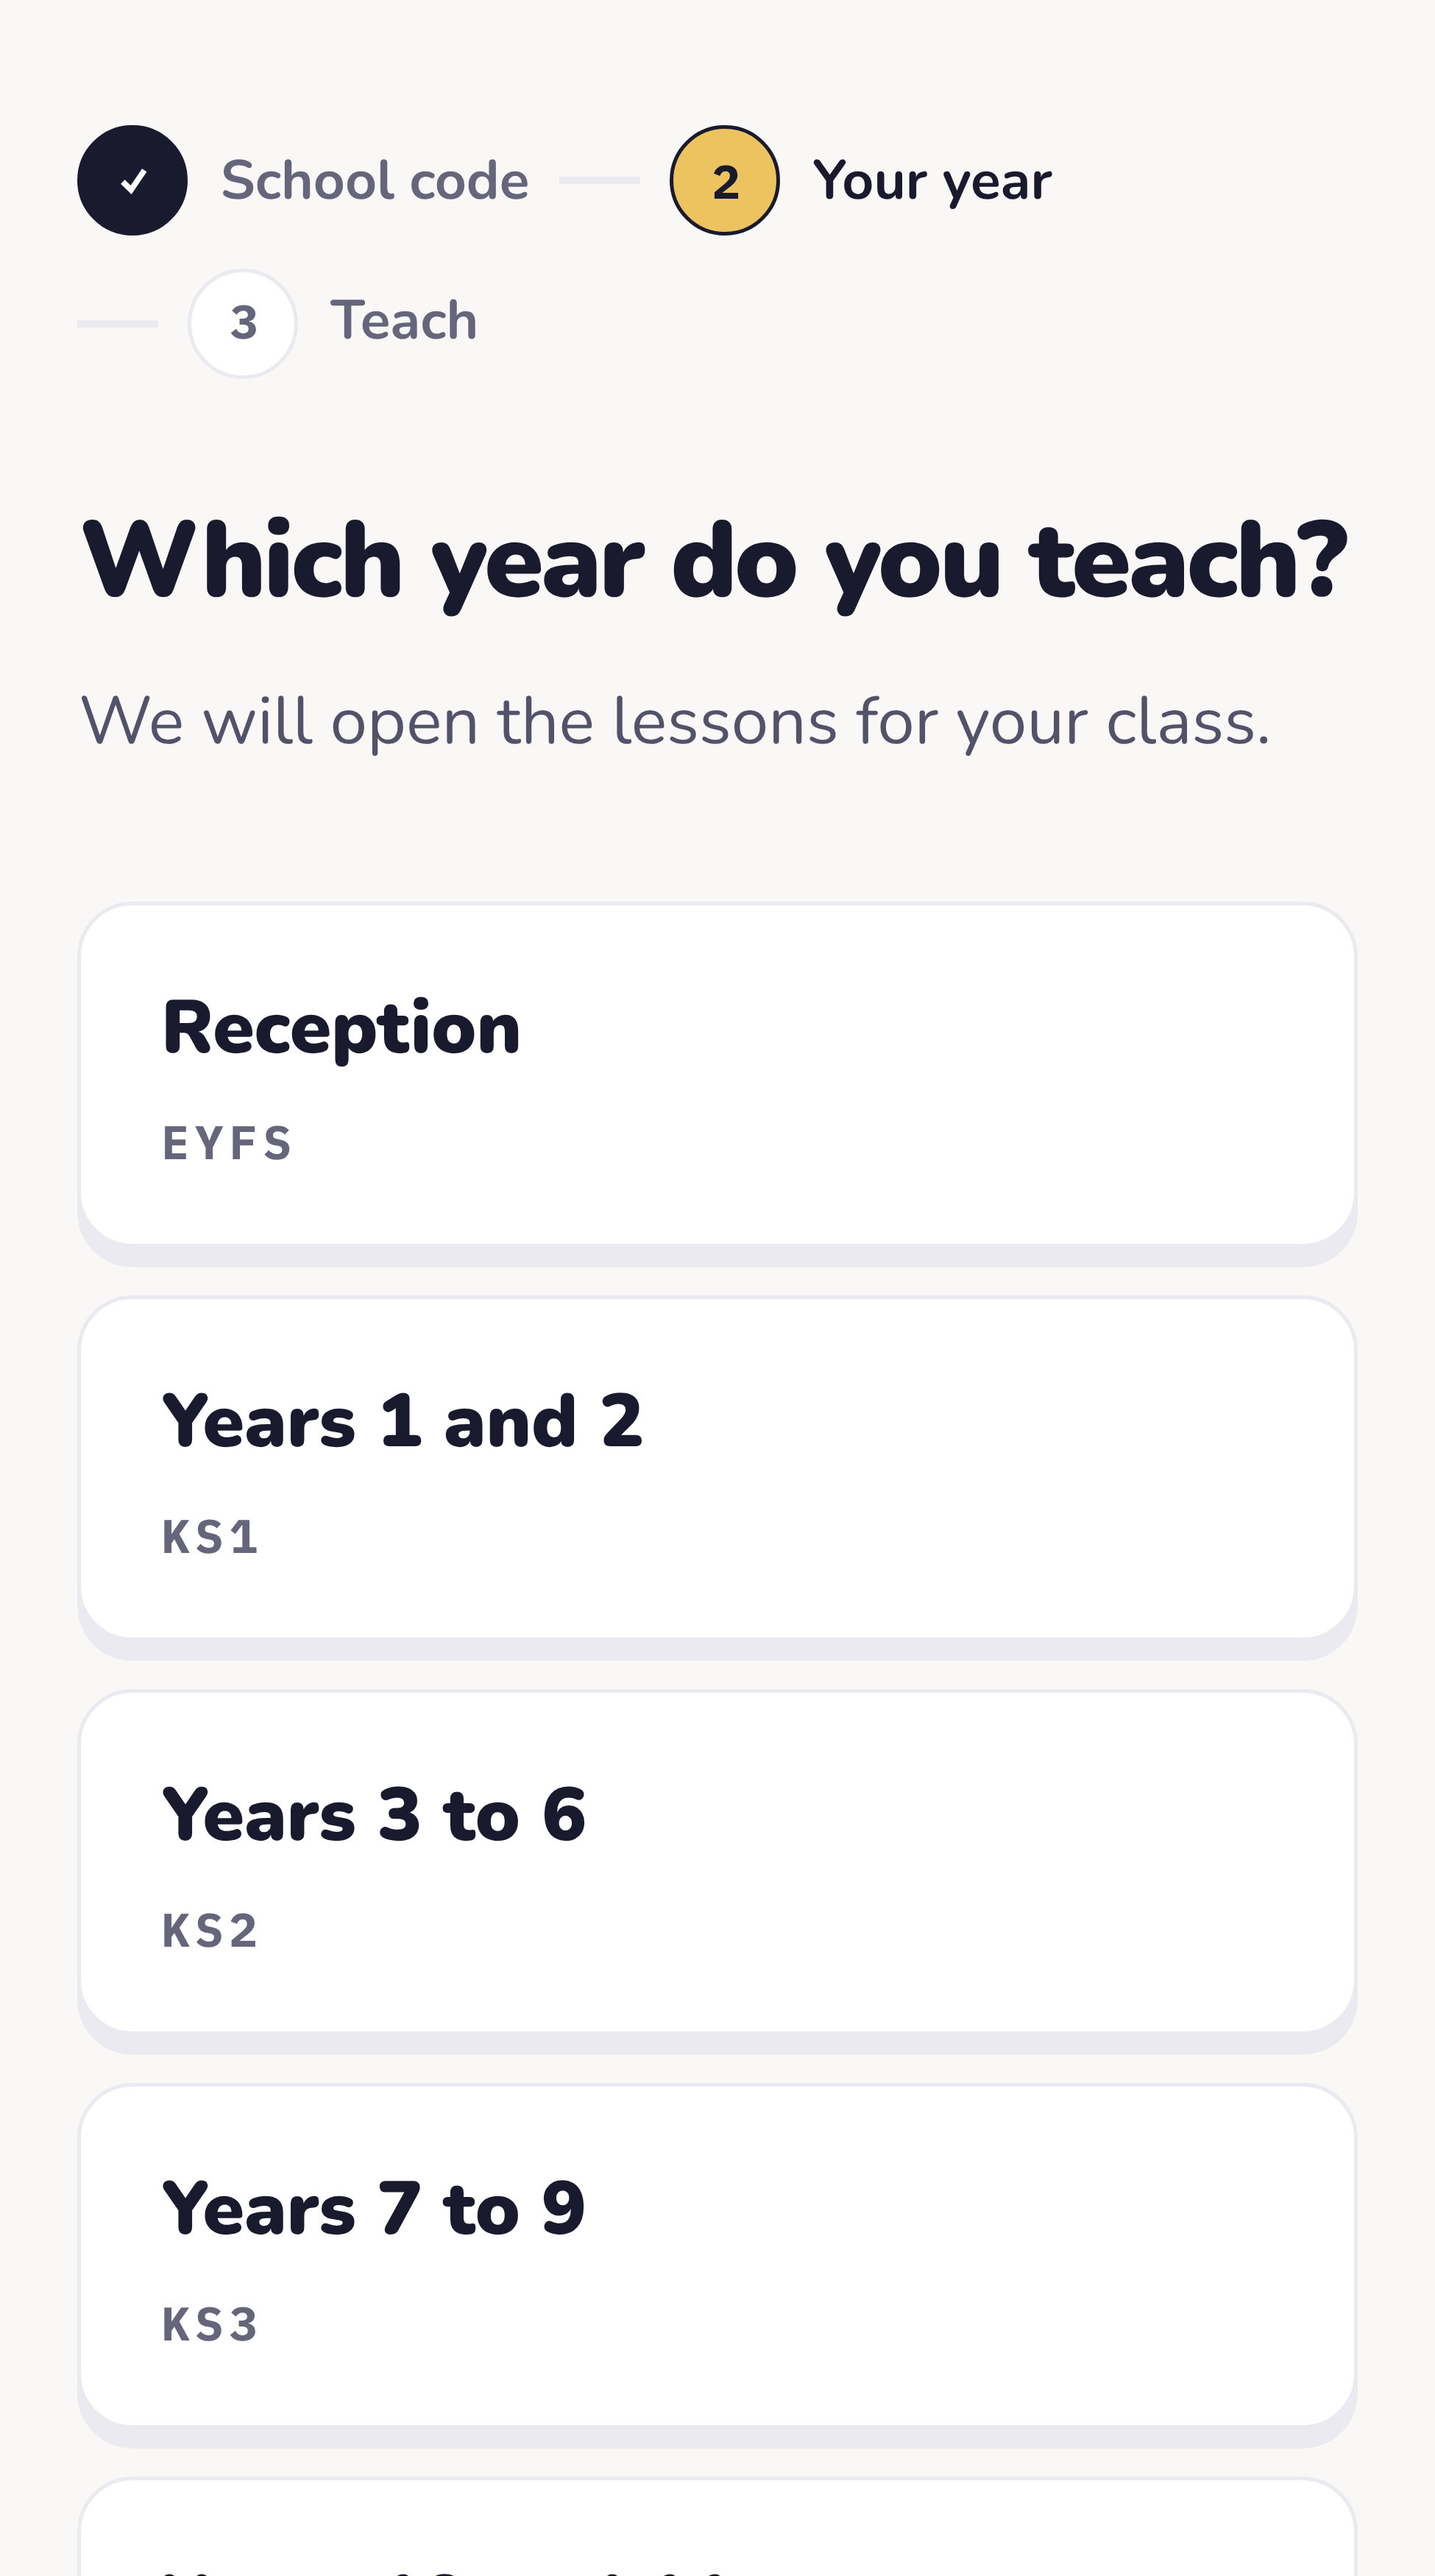 School code 2 Your year
3 Teach
Which year do you teach?
We will open the lessons for your class.
Reception
EYFS
Years 1 and 2
KS1
Years 3 to 6
KS2
Years 7 to 9
KS3